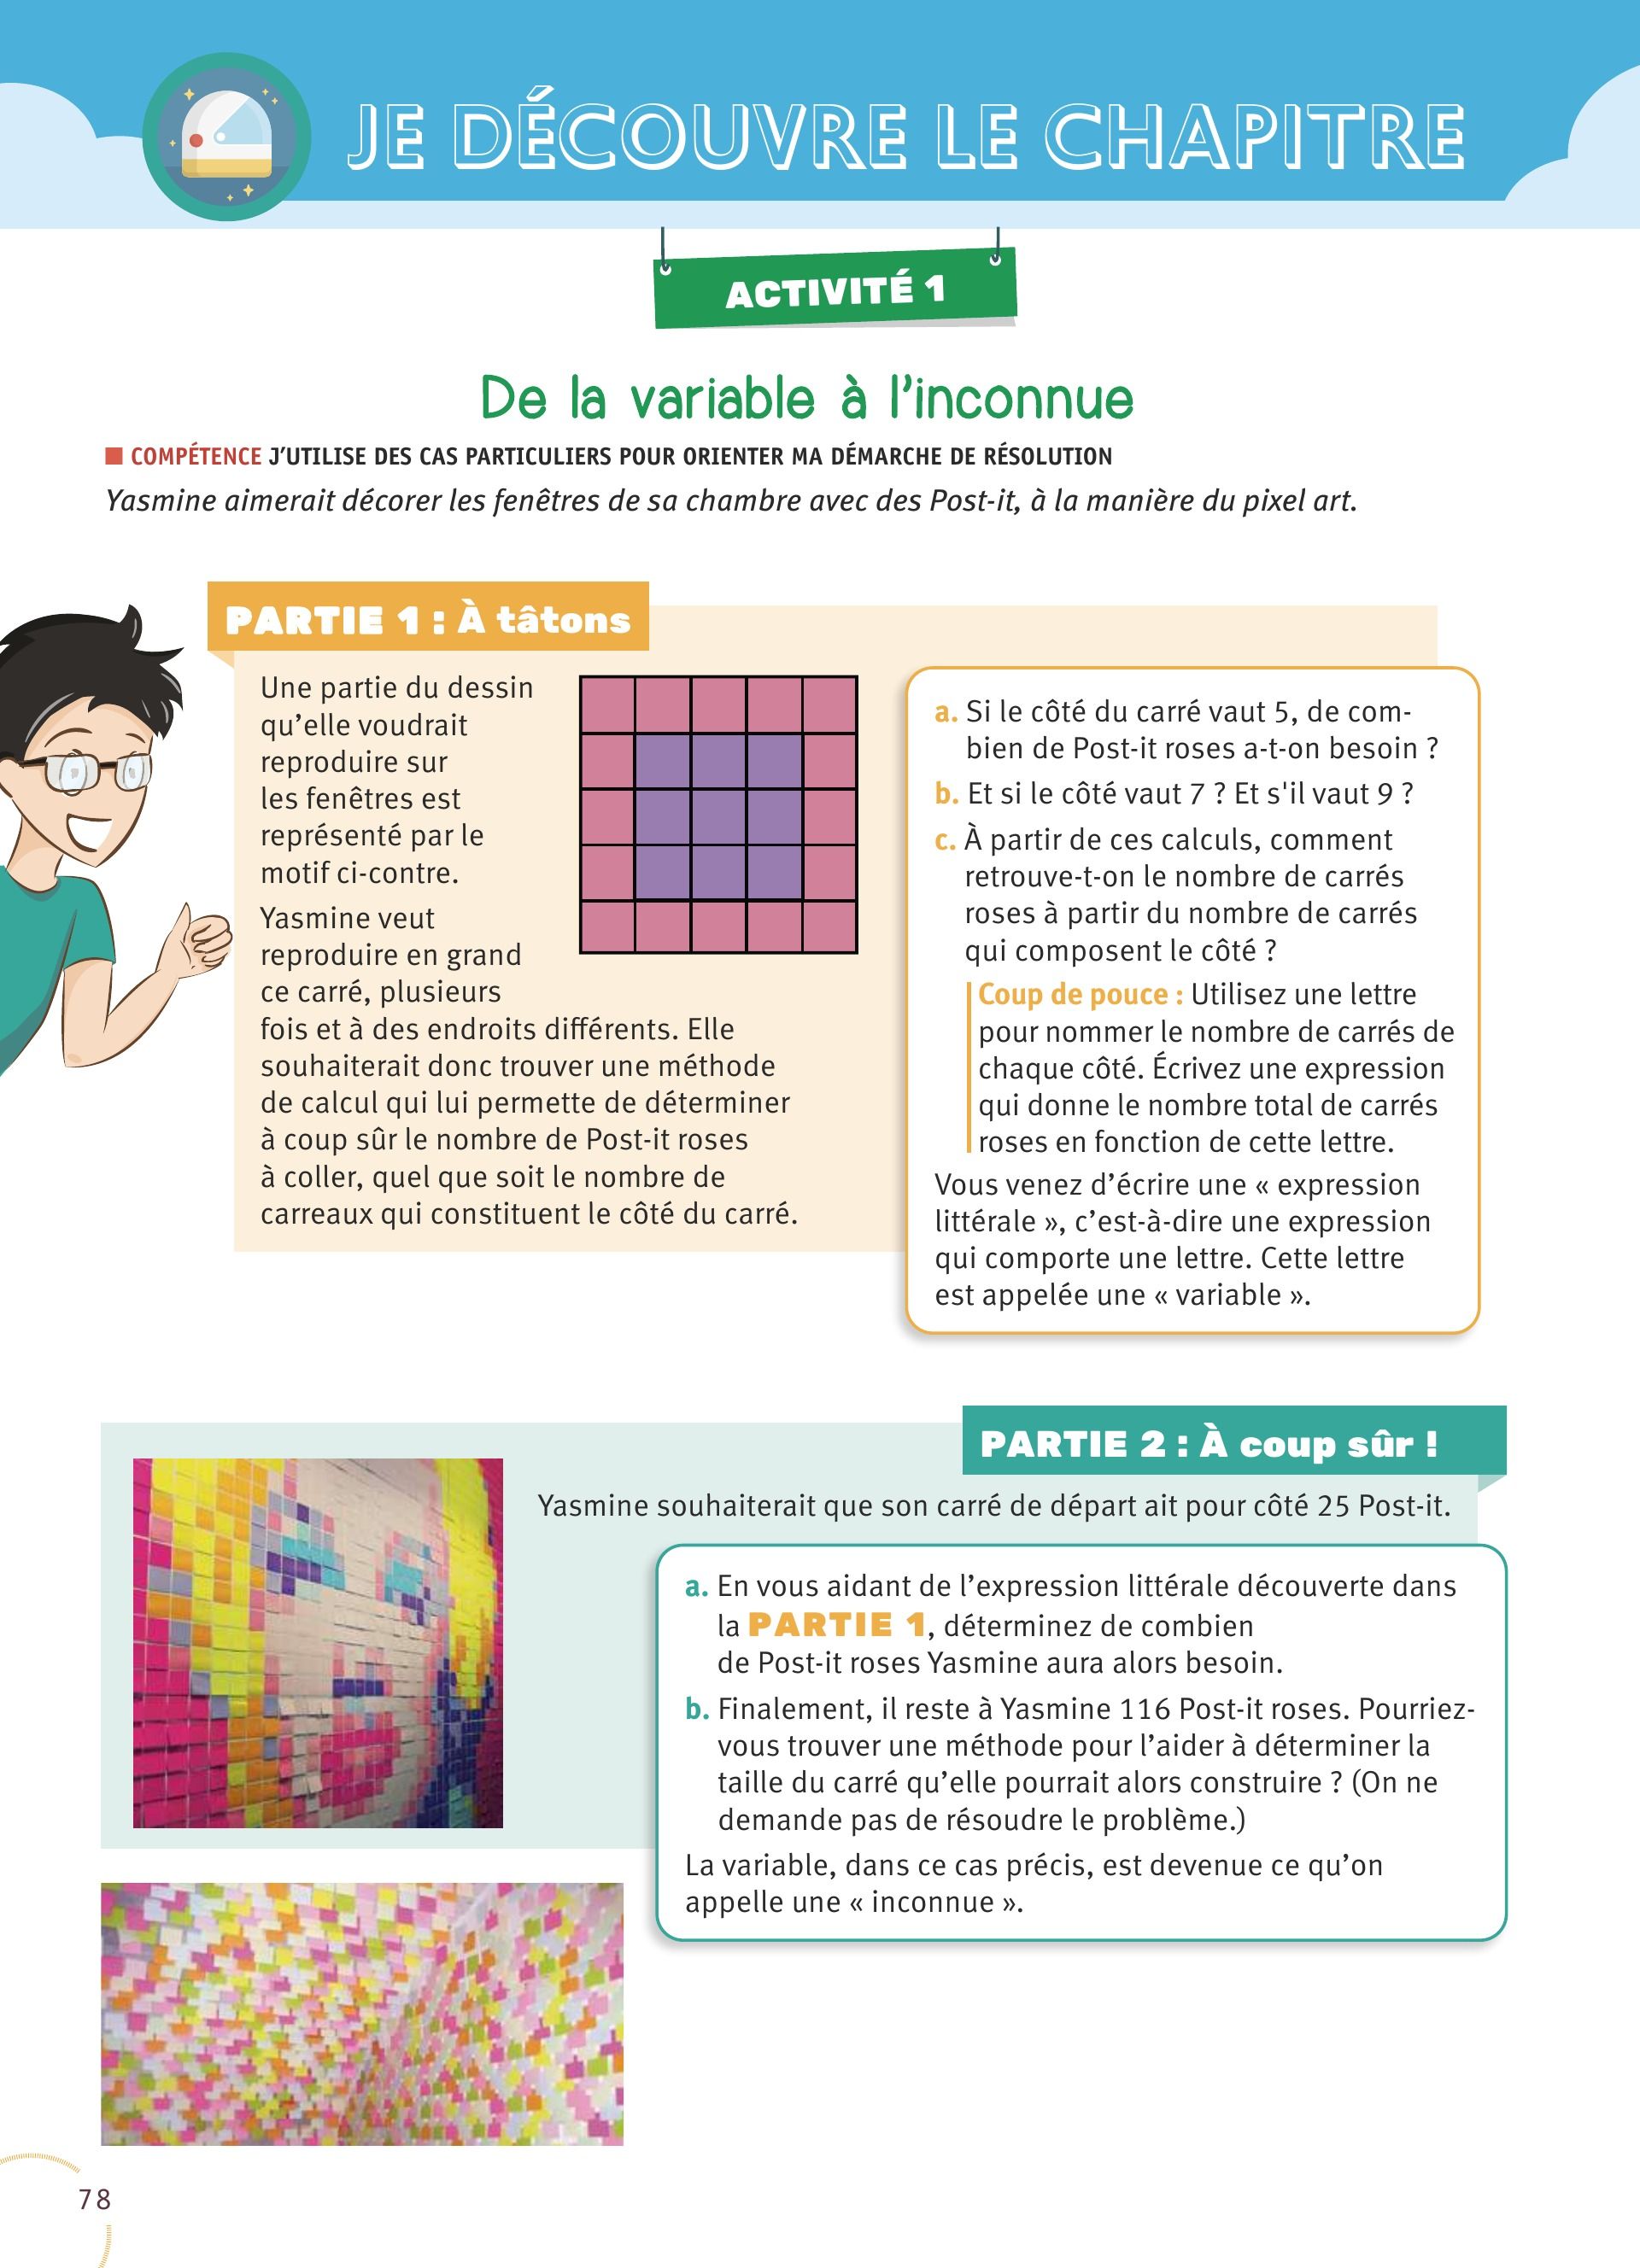 JE DÉCOUVRE LE CHAPITRE
ACTIVITÉ 1
De la variable à l’inconnue
COMPÉTENCE J’UTILISE DES CAS PARTICULIERS POUR ORIENTER MA DÉMARCHE DE RÉSOLUTION
Yasmine aimerait décorer les fenêtres de sa chambre avec des Post-it, à la manière du pixel art.
PARTIE 1 : À tâtons
Une partie du dessin
qu’elle voudrait
reproduire sur
les fenêtres est
représenté par le
motif ci-contre.
Yasmine veut
reproduire en grand
ce carré, plusieurs
fois et à des endroits différents. Elle
souhaiterait donc trouver une méthode
de calcul qui lui permette de déterminer
à coup sûr le nombre de Post-it roses
à coller, quel que soit le nombre de
carreaux qui constituent le côté du carré.
a. Si le côté du carré vaut 5, de com-
bien de Post-it roses a-t-on besoin ?
b. Et si le côté vaut 7 ? Et s'il vaut 9 ?
c. À partir de ces calculs, comment
retrouve-t-on le nombre de carrés
roses à partir du nombre de carrés
qui composent le côté ?
Coup de pouce : Utilisez une lettre
pour nommer le nombre de carrés de
chaque côté. Écrivez une expression
qui donne le nombre total de carrés
roses en fonction de cette lettre.
Vous venez d’écrire une « expression
littérale », c’est-à-dire une expression
qui comporte une lettre. Cette lettre
est appelée une « variable ».
PARTIE 2 : À coup sûr !
Yasmine souhaiterait que son carré de départ ait pour côté 25 Post-it.
a. En vous aidant de l’expression littérale découverte dans
la PARTIE 1, déterminez de combien
de Post-it roses Yasmine aura alors besoin.
b. Finalement, il reste à Yasmine 116 Post-it roses. Pourriez-
vous trouver une méthode pour l’aider à déterminer la
taille du carré qu’elle pourrait alors construire ? (On ne
demande pas de résoudre le problème.)
La variable, dans ce cas précis, est devenue ce qu’on
appelle une « inconnue ».
78